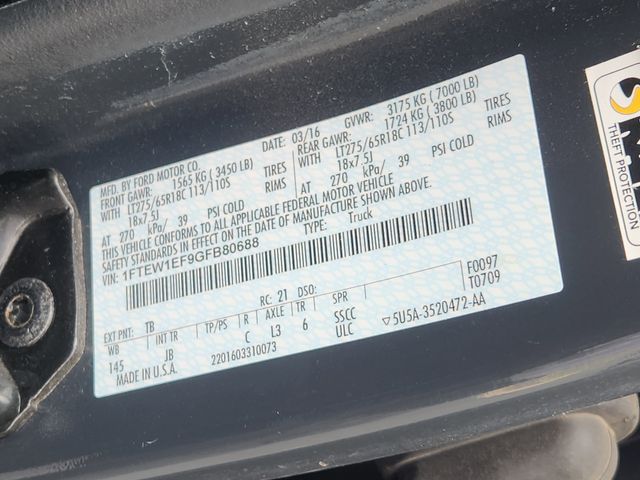 MFD. BY FORD MOTOR CO.
DATE: 03/16
GVWR: 3175 KG ( 7000 LB)
FRONT GAWR: 1565 KG ( 3450 LB)
REAR GAWR: 1724 KG ( 3800 LB)
WITH LT275/65R18C 113/110S TIRES
WITH LT275/65R18C 113/110S TIRES
18x7.5J RIMS
18x7.5J RIMS
AT 270 kPa/ 39 PSI COLD
AT 270 kPa/ 39 PSI COLD
THIS VEHICLE CONFORMS TO ALL APPLICABLE FEDERAL MOTOR VEHICLE
SAFETY STANDARDS IN EFFECT ON THE DATE OF MANUFACTURE SHOWN ABOVE.
VIN: 1FTEW1EF9GFB80688
TYPE: Truck
EXT PNT: TB RC: 21 DSO: F0097
WB INT TR TP/PS R AXLE TR SPR T0709
145 JB C L3 6 SSCC
MADE IN U.S.A. 2201603310073 ULC
▽5U5A-3520472-AA
THEFT PROTECTION